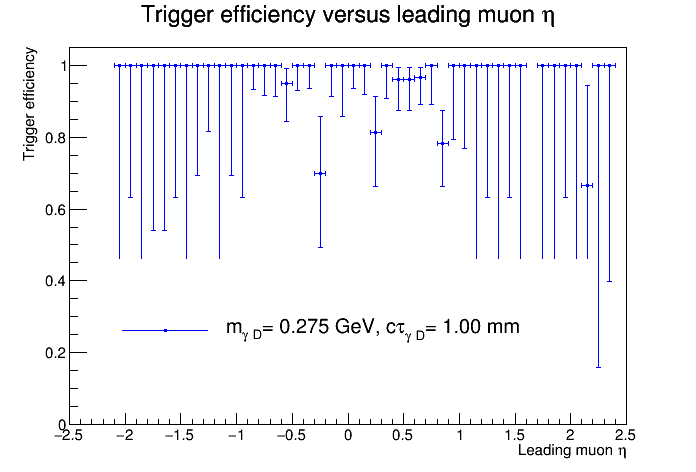 Trigger efficiency versus leading muon η
Trigger efficiency
1
0.8
0.6
0.4
0.2
0
m_γ D= 0.275 GeV, cτ_γ D= 1.00 mm
−2.5 −2 −1.5 −1 −0.5 0 0.5 1 1.5 2 2.5
Leading muon η